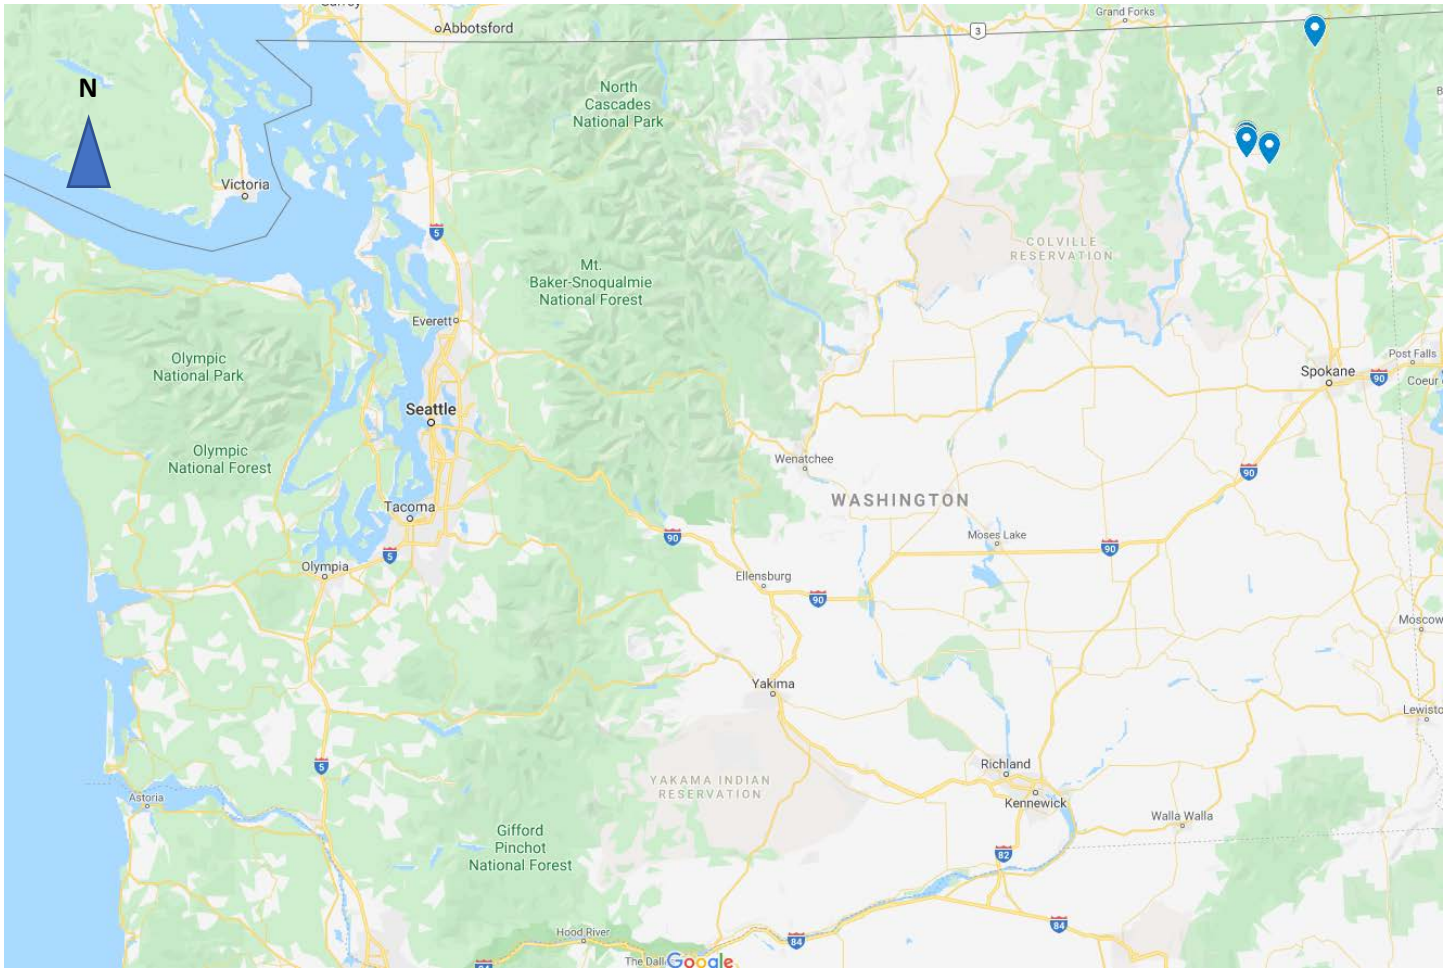 Abbotsford
Grand Forks
3
N
North
Cascades
National Park
Victoria
5
COLVILLE
RESERVATION
Mt.
Baker-Snoqualmie
National Forest
Everett
Olympic
National Park
Post Falls
Spokane
90
Coeur
Seattle
Olympic
National Forest
Wenatchee
90
WASHINGTON
Tacoma
Moses Lake
90
90
5
Olympia
Ellensburg
90
Moscow
Yakima
Lewisto
5
Richland
YAKAMA INDIAN
RESERVATION
Astoria
Kennewick
Walla Walla
Gifford
Pinchot
National Forest
82
84
Hood River
84
The Dall
Google
84